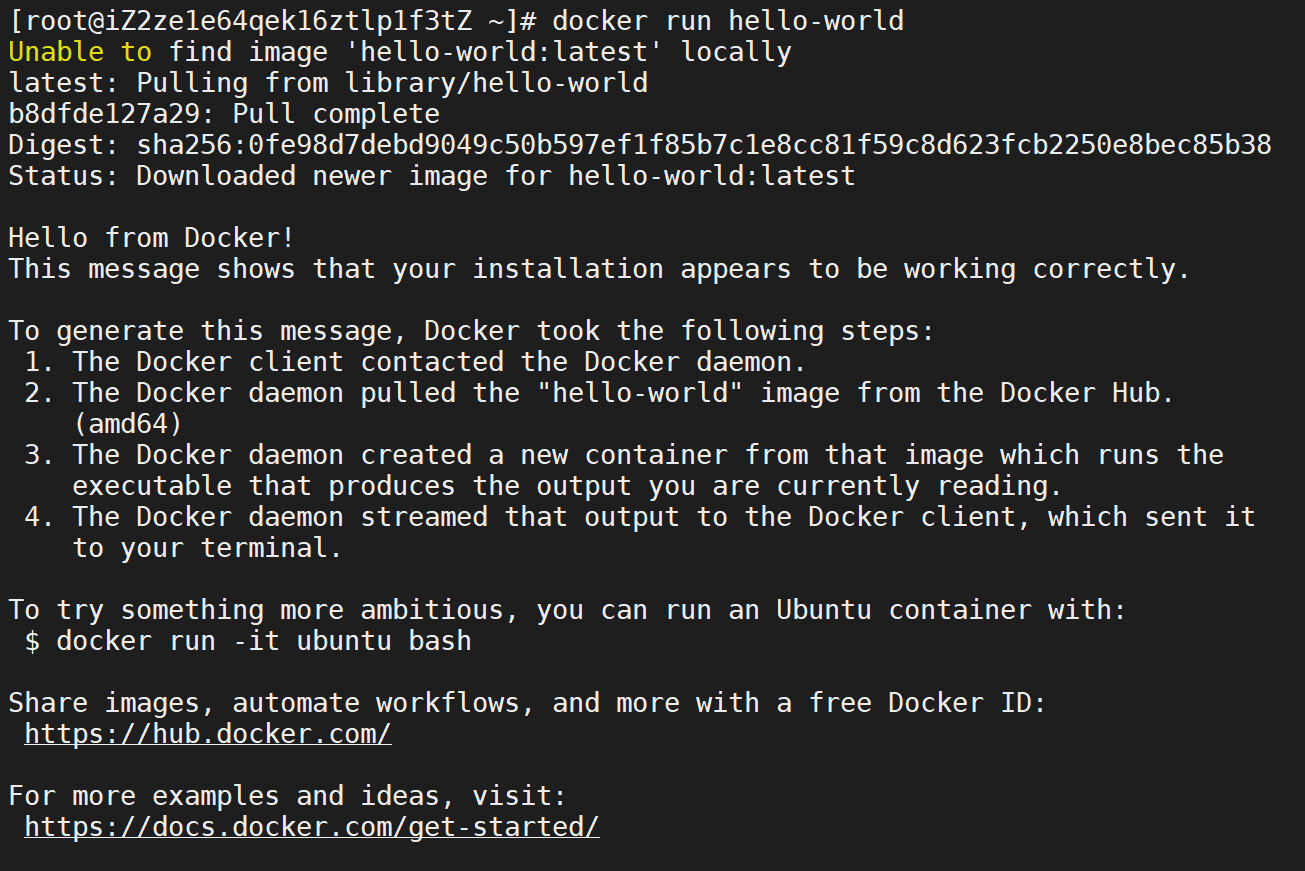 [root@iZ2ze1e64qek16ztlp1f3tZ ~]# docker run hello-world
Unable to find image 'hello-world:latest' locally
latest: Pulling from library/hello-world
b8dfde127a29: Pull complete
Digest: sha256:0fe98d7debd9049c50b597ef1f85b7c1e8cc81f59c8d623fcb2250e8bec85b38
Status: Downloaded newer image for hello-world:latest

Hello from Docker!
This message shows that your installation appears to be working correctly.

To generate this message, Docker took the following steps:
 1. The Docker client contacted the Docker daemon.
 2. The Docker daemon pulled the "hello-world" image from the Docker Hub.
    (amd64)
 3. The Docker daemon created a new container from that image which runs the
    executable that produces the output you are currently reading.
 4. The Docker daemon streamed that output to the Docker client, which sent it
    to your terminal.

To try something more ambitious, you can run an Ubuntu container with:
 $ docker run -it ubuntu bash

Share images, automate workflows, and more with a free Docker ID:
 https://hub.docker.com/

For more examples and ideas, visit:
 https://docs.docker.com/get-started/